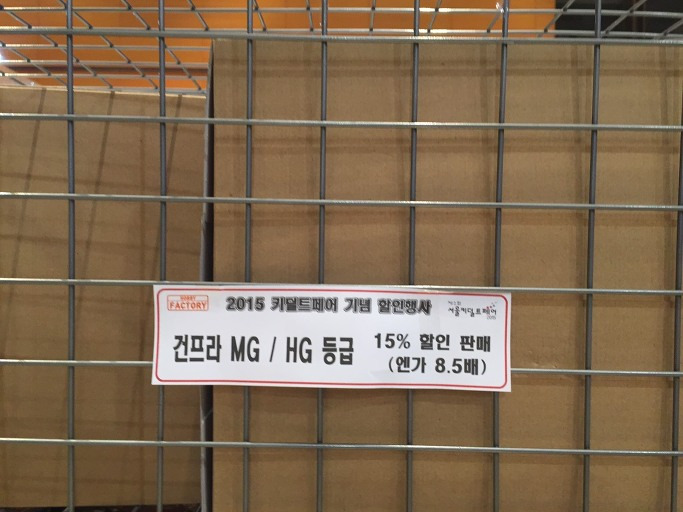 HOBBY
FACTORY
2015 키덜트페어 기념 할인행사
서울키덜트페어
건프라 MG / HG 등급
15% 할인 판매
(엔가 8.5배)